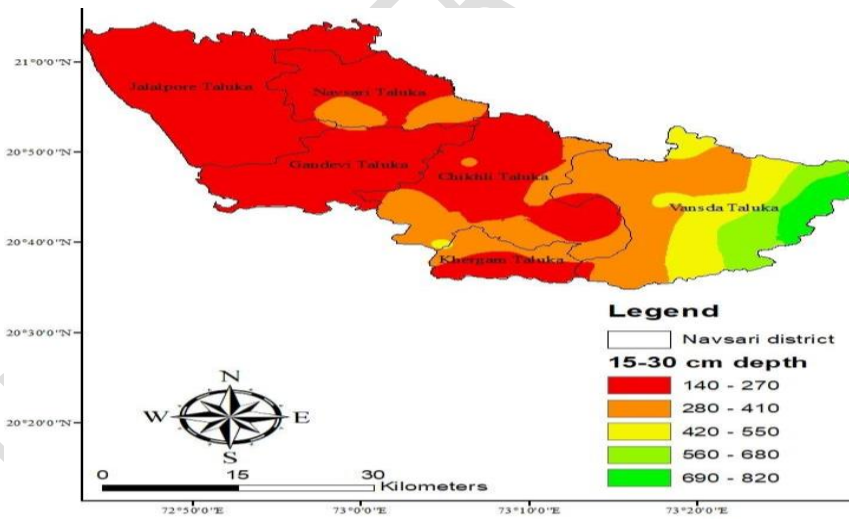 21°0'0"N
Jalalpore Taluka
Navsari Taluka
20°50'0"N
Gandevi Taluka
Chikhli Taluka
Vansda Taluka
20°40'0"N
Khergam Taluka
20°30'0"N
20°20'0"N
Legend
Navsari district
15-30 cm depth
140 - 270
280 - 410
420 - 550
560 - 680
690 - 820
N
W E
S
0 15 30
Kilometers
72°50'0"E 73°0'0"E 73°10'0"E 73°20'0"E